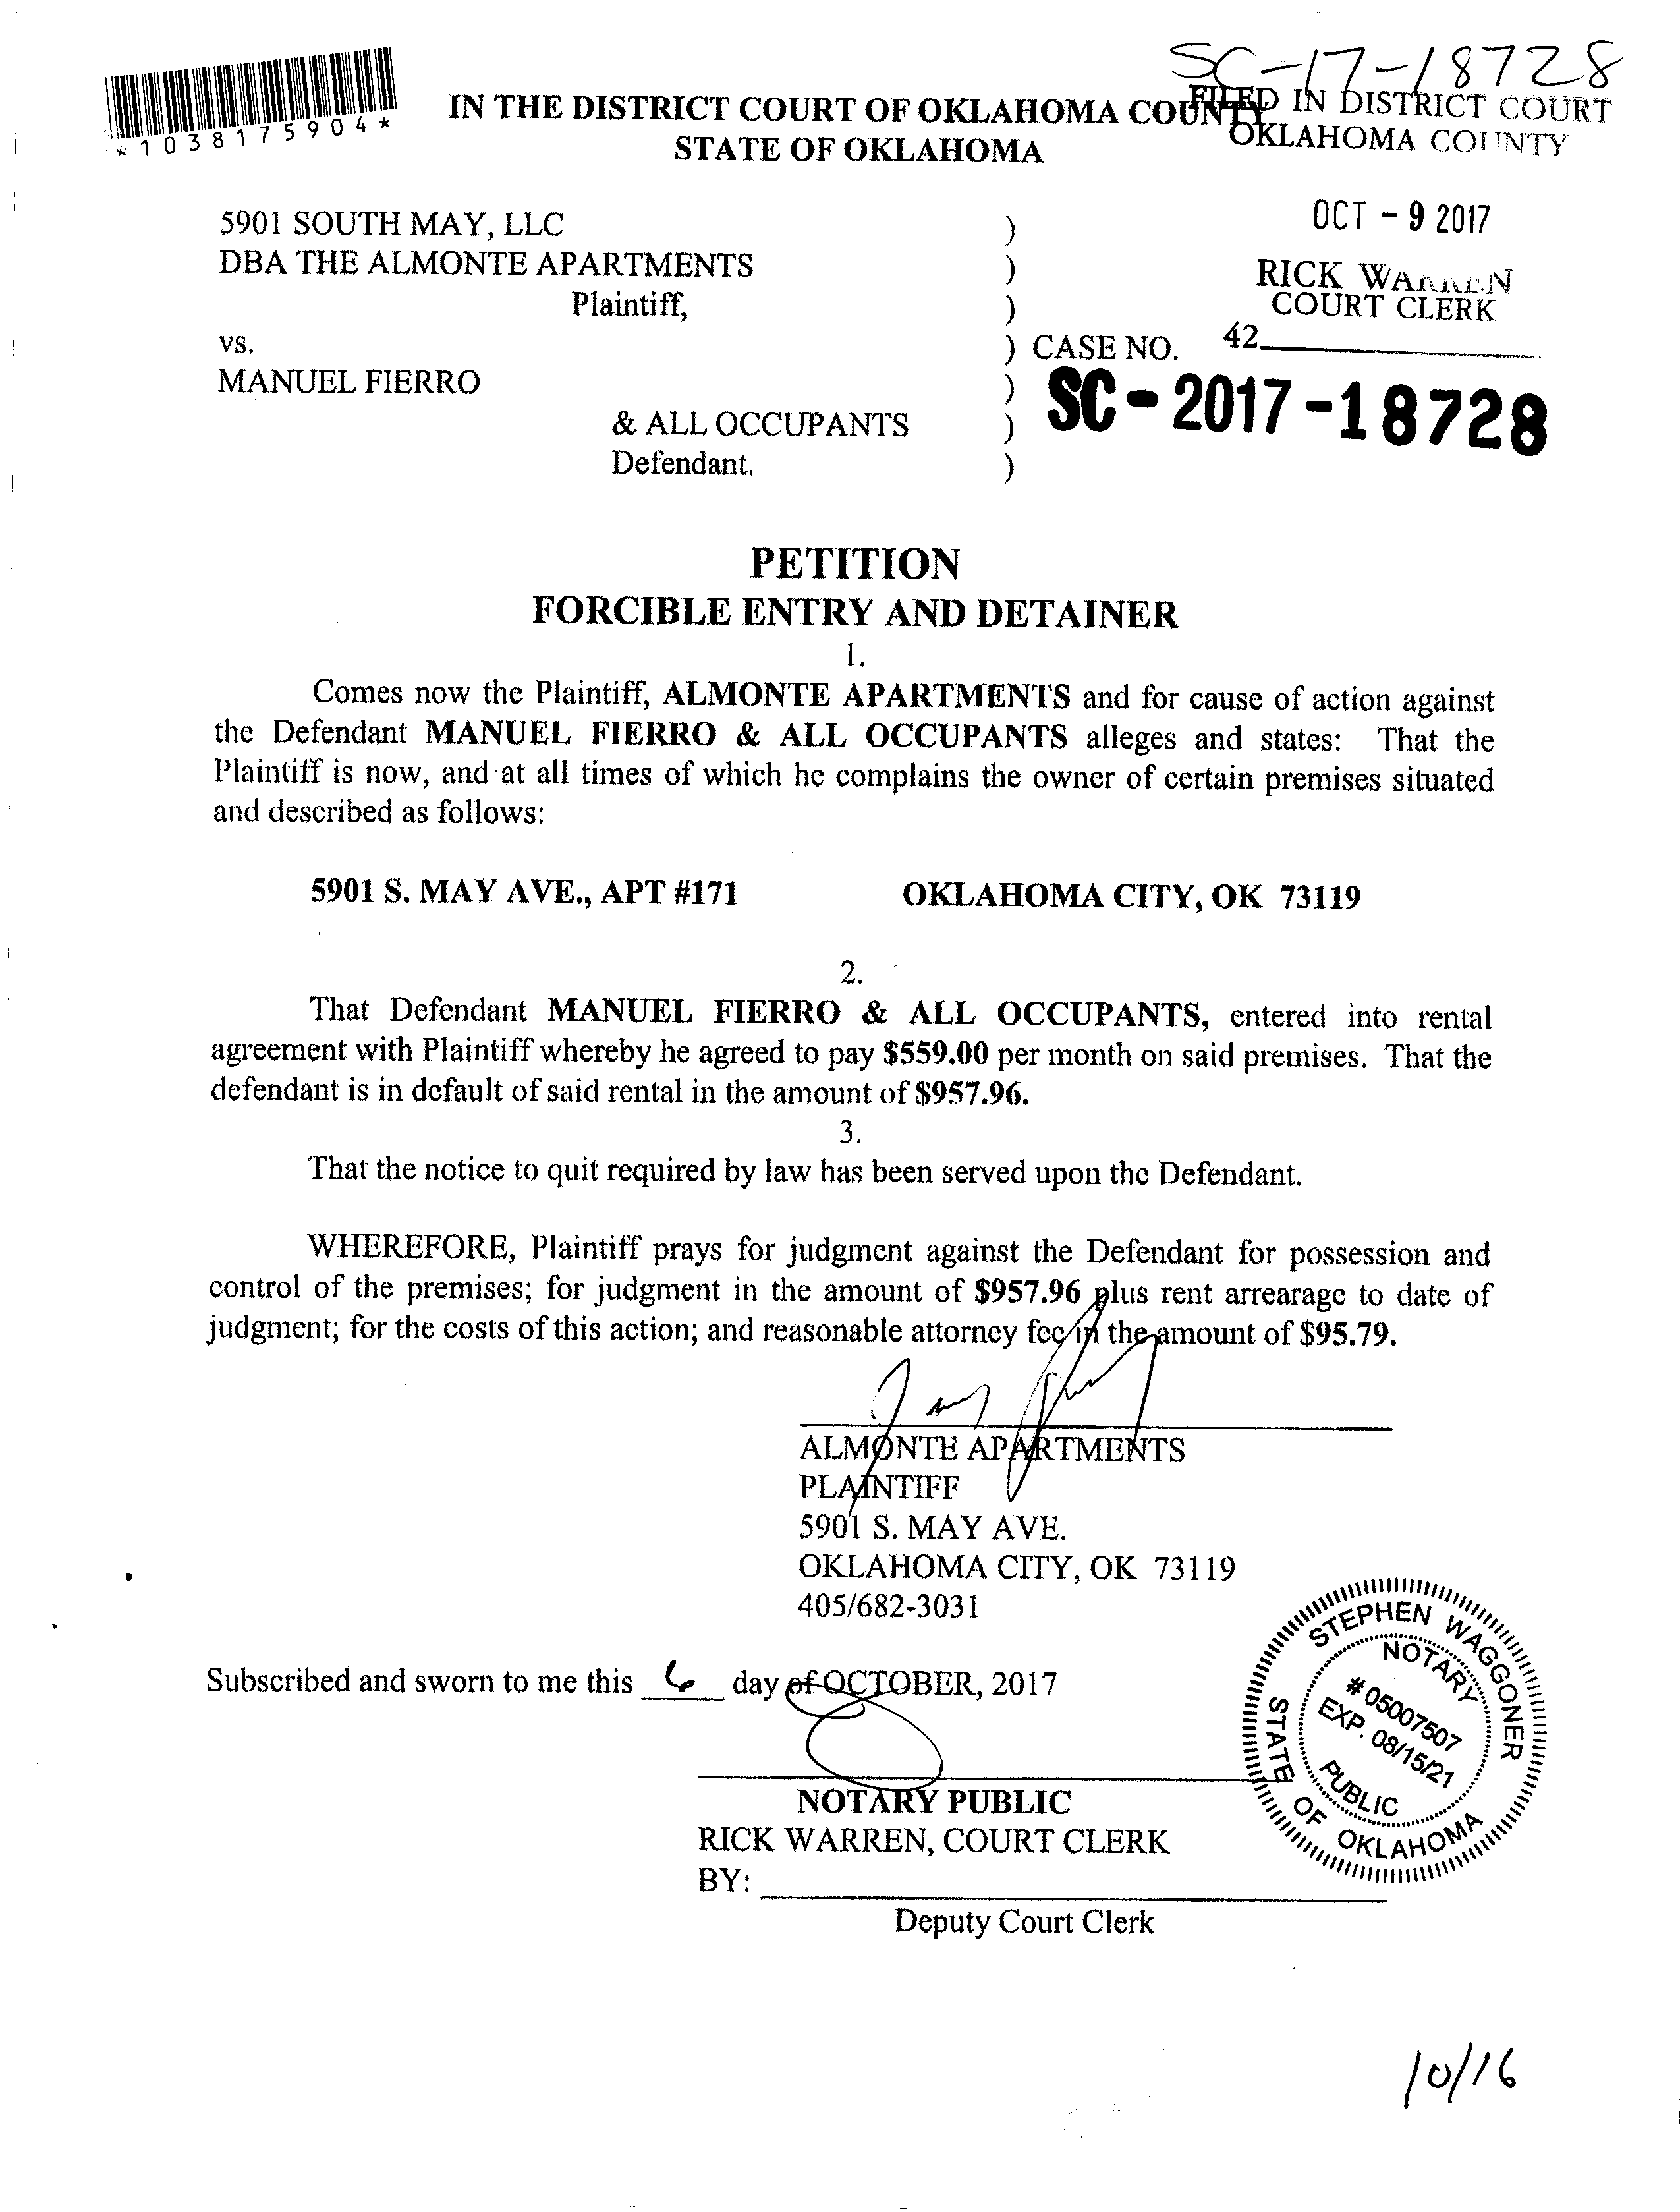 SC-17-18728
*1038175904*
IN THE DISTRICT COURT OF OKLAHOMA COUNTY
STATE OF OKLAHOMA
FILED IN DISTRICT COURT
OKLAHOMA COUNTY
OCT - 9 2017
RICK WARREN
COURT CLERK
42
5901 SOUTH MAY, LLC )
DBA THE ALMONTE APARTMENTS )
Plaintiff, )
vs. ) CASE NO.
MANUEL FIERRO ) SC-2017-18728
& ALL OCCUPANTS )
Defendant. )
PETITION
FORCIBLE ENTRY AND DETAINER
1.
Comes now the Plaintiff, ALMONTE APARTMENTS and for cause of action against
the Defendant MANUEL FIERRO & ALL OCCUPANTS alleges and states: That the
Plaintiff is now, and at all times of which he complains the owner of certain premises situated
and described as follows:
5901 S. MAY AVE., APT #171 OKLAHOMA CITY, OK 73119
2.
That Defendant MANUEL FIERRO & ALL OCCUPANTS, entered into rental
agreement with Plaintiff whereby he agreed to pay $559.00 per month on said premises. That the
defendant is in default of said rental in the amount of $957.96.
3.
That the notice to quit required by law has been served upon the Defendant.
WHEREFORE, Plaintiff prays for judgment against the Defendant for possession and
control of the premises; for judgment in the amount of $957.96 plus rent arrearage to date of
judgment; for the costs of this action; and reasonable attorney fee in the amount of $95.79.
ALMONTE APARTMENTS
PLAINTIFF
5901 S. MAY AVE.
OKLAHOMA CITY, OK 73119
405/682-3031
Subscribed and sworn to me this 6 day of OCTOBER, 2017
NOTARY PUBLIC
RICK WARREN, COURT CLERK
BY:
Deputy Court Clerk
STEPHEN WAGGONER
NOTARY
# 05007507
EXP. 08/15/21
PUBLIC
STATE OF OKLAHOMA
10/16